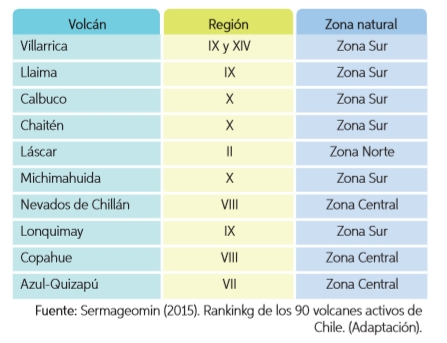 Volcán Región Zona natural
Villarrica IX y XIV Zona Sur
Llaima IX Zona Sur
Calbuco X Zona Sur
Chaitén X Zona Sur
Láscar II Zona Norte
Michimahuida X Zona Sur
Nevados de Chillán VIII Zona Central
Lonquimay IX Zona Sur
Copahue VIII Zona Central
Azul-Quizapú VII Zona Central
Fuente: Sermageomin (2015). Rankinkg de los 90 volcanes activos de
Chile. (Adaptación).